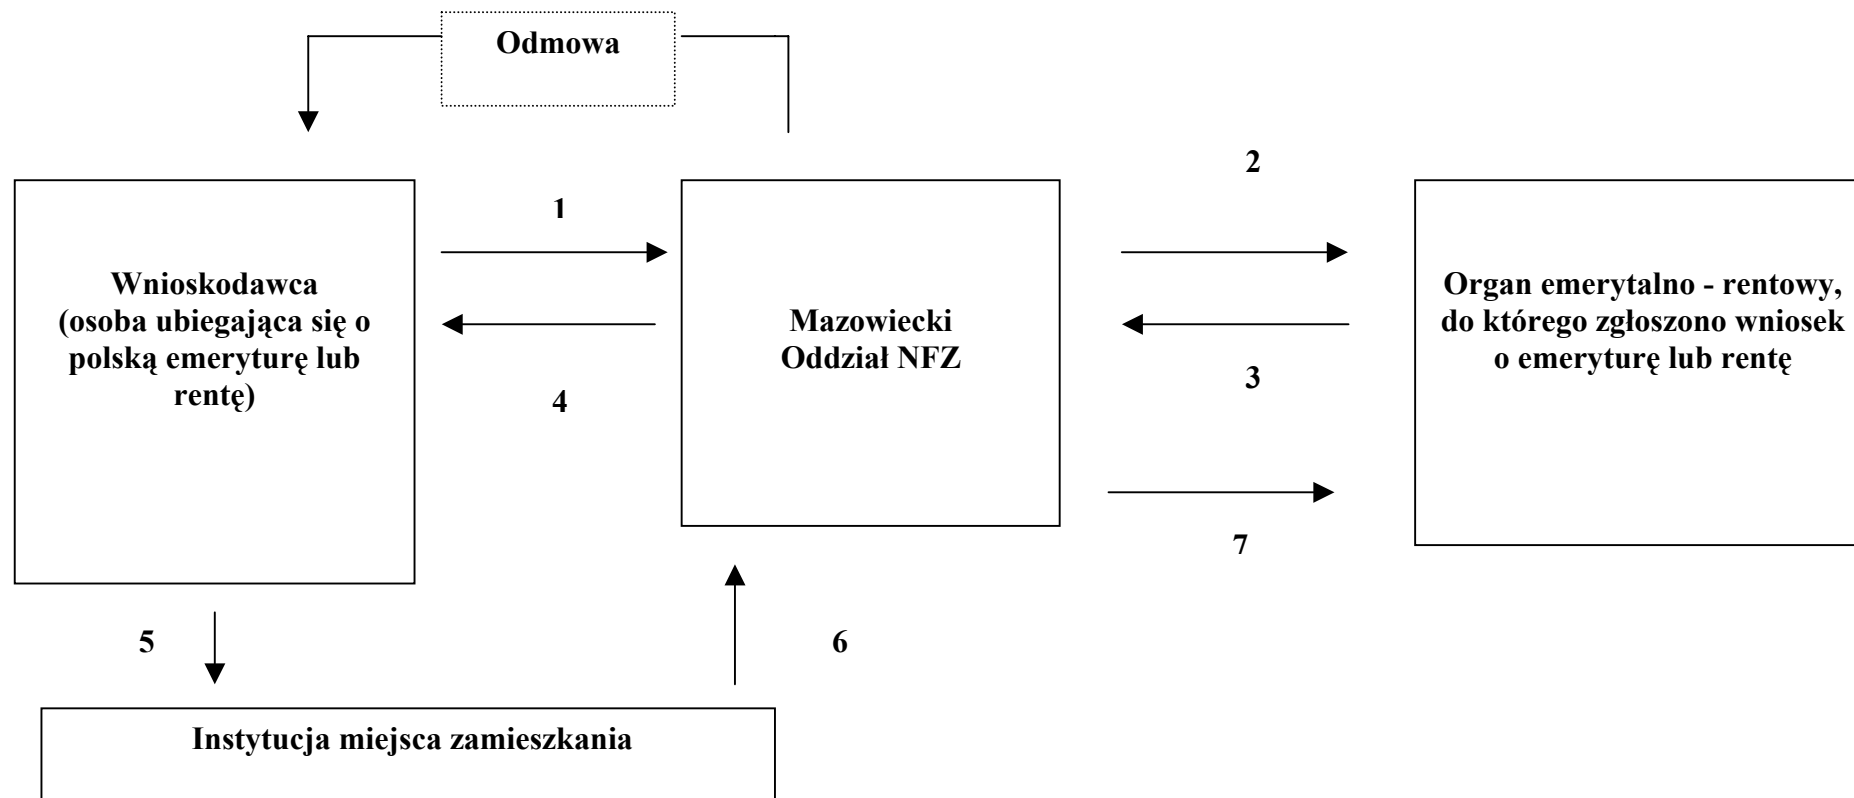 Odmowa
2
1
Wnioskodawca
(osoba ubiegająca się o
polską emeryturę lub
rentę)
Mazowiecki
Oddział NFZ
Organ emerytalno - rentowy,
do którego zgłoszono wniosek
o emeryturę lub rentę
4
3
7
5
6
Instytucja miejsca zamieszkania